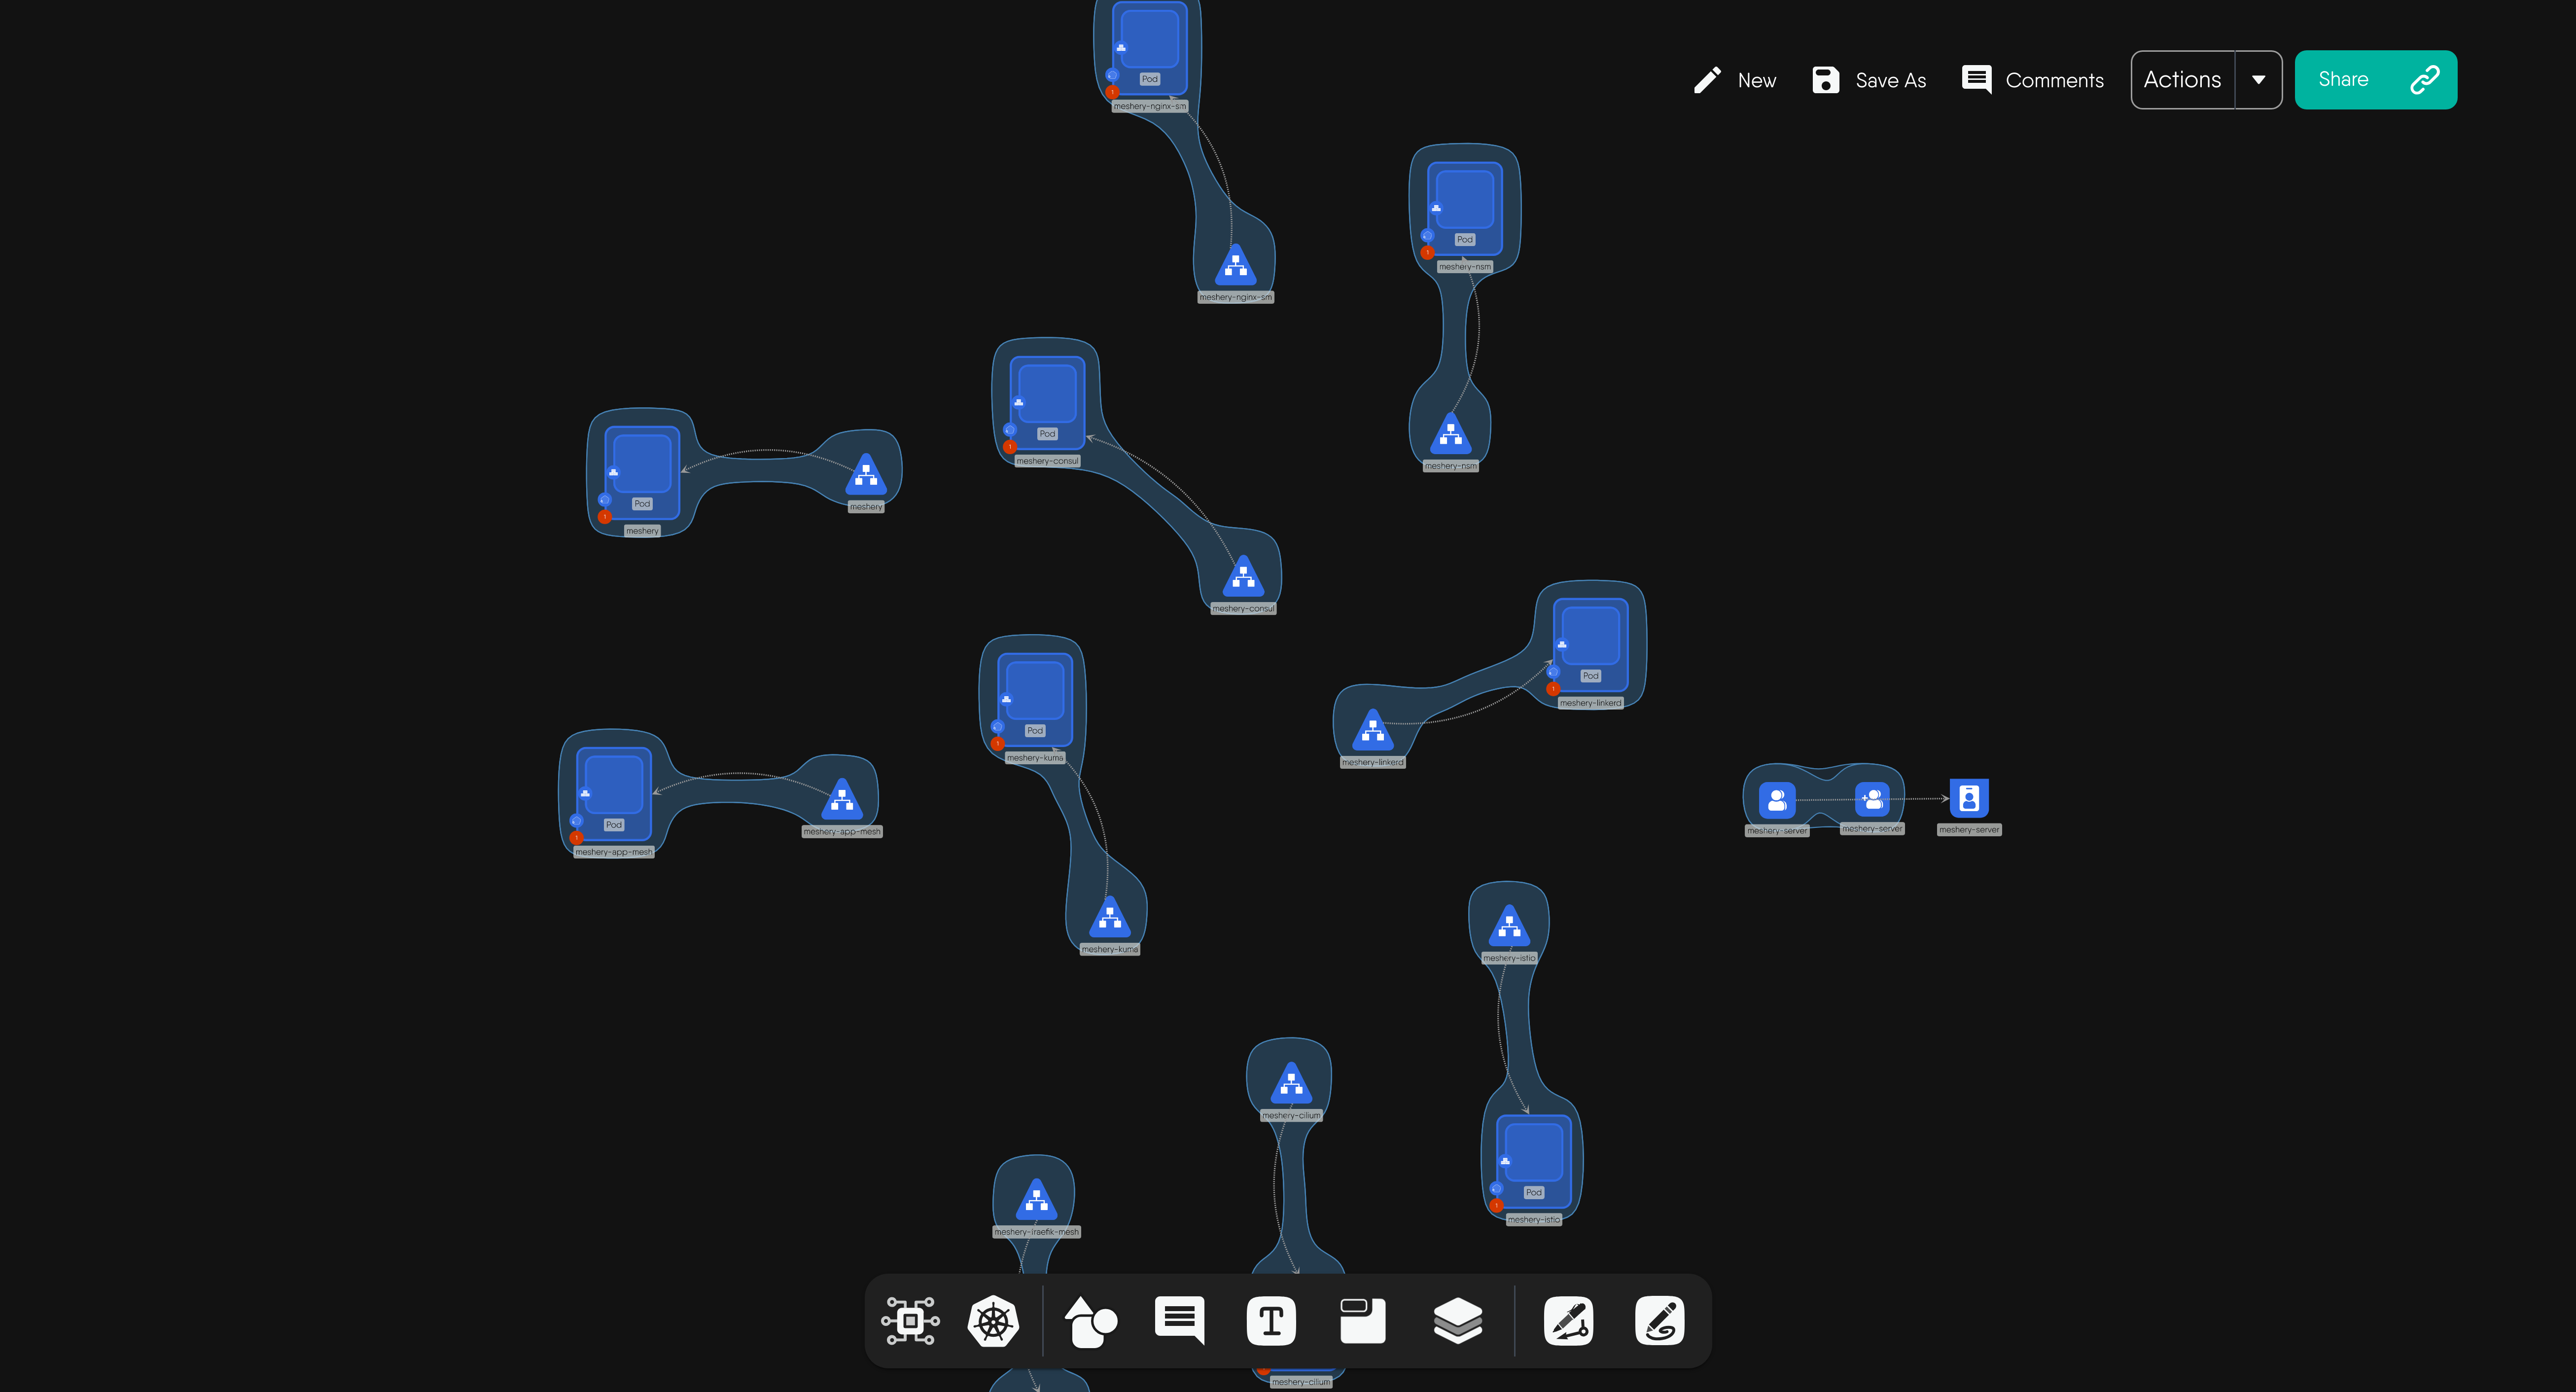 Pod
meshery-nginx-sm
New
Save As
Comments
Actions
Share
Pod
meshery-nsm
meshery-nginx-sm
Pod
meshery-consul
meshery-nsm
Pod
meshery
meshery
meshery-consul
Pod
meshery-linkerd
Pod
meshery-kuma
meshery-linkerd
Pod
meshery-app-mesh
meshery-app-mesh
meshery-server
meshery-server
meshery-server
meshery-kuma
meshery-istio
meshery-cilium
Pod
meshery-istio
meshery-traefik-mesh
T
meshery-cilium